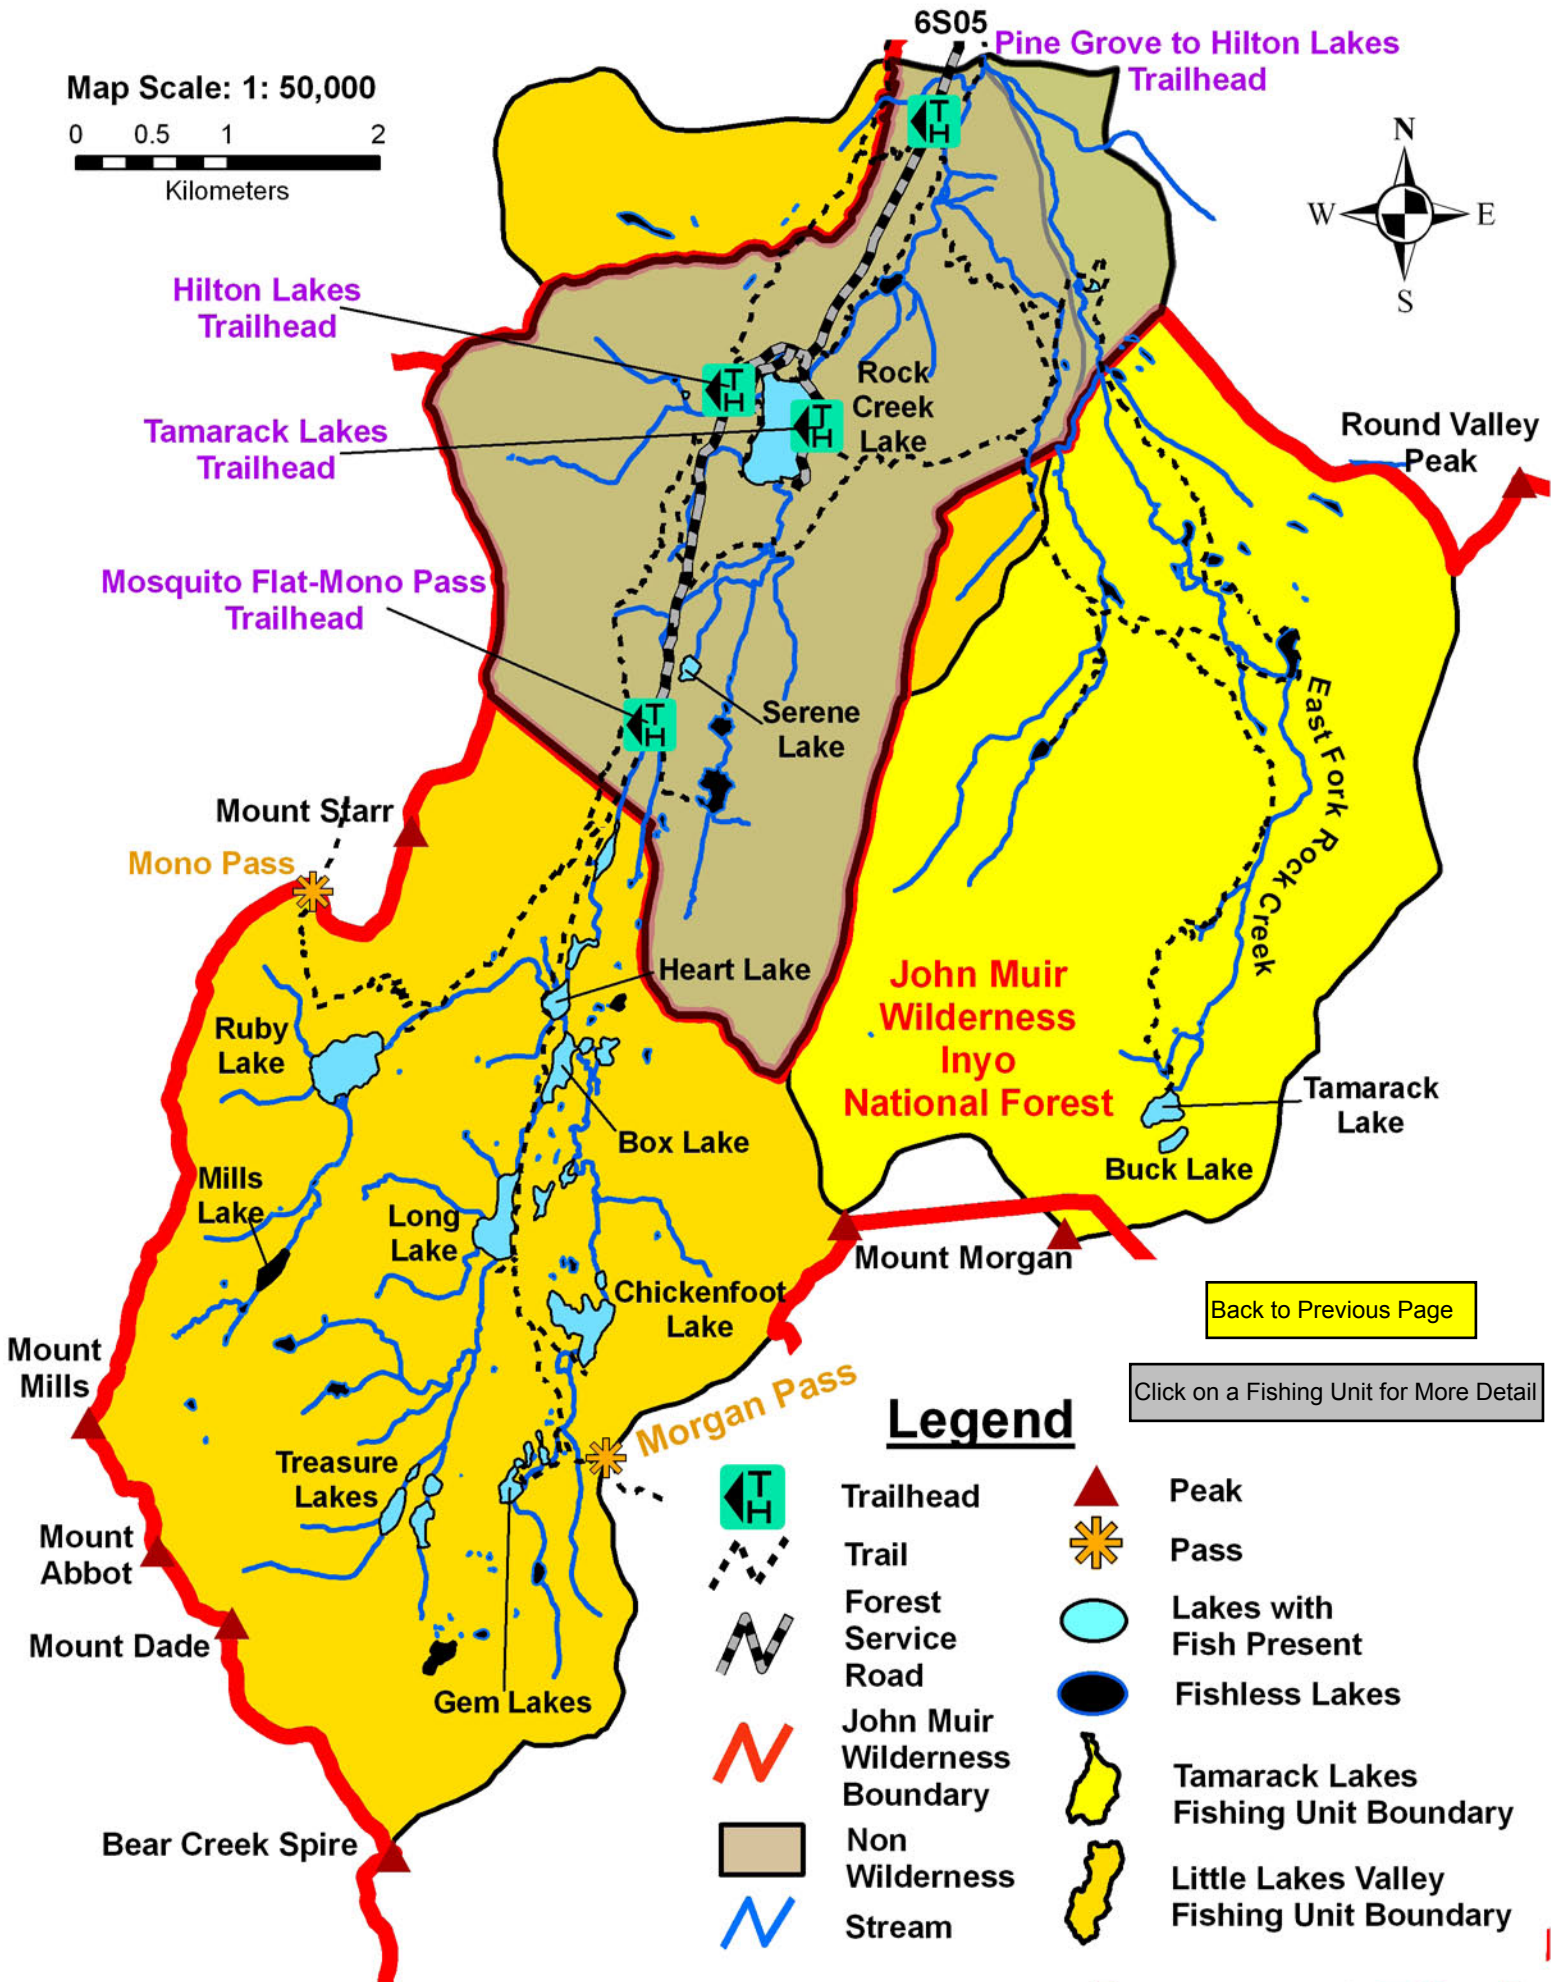 6S05
Pine Grove to Hilton Lakes
Trailhead
Map Scale: 1: 50,000
0 0.5 1 2
Kilometers
N
W E
S
TH
Hilton Lakes
Trailhead
TH
Rock
Creek
Lake
TH
Tamarack Lakes
Trailhead
Round Valley
Peak
Mosquito Flat-Mono Pass
Trailhead
TH
Serene
Lake
East Fork Rock Creek
Mount Starr
Mono Pass
Heart Lake
John Muir
Wilderness
Inyo
National Forest
Ruby
Lake
Tamarack
Lake
Box Lake
Buck Lake
Mills
Lake
Long
Lake
Mount Morgan
Chickenfoot
Lake
Back to Previous Page
Mount
Mills
Click on a Fishing Unit for More Detail
Morgan Pass
Treasure
Lakes
Mount
Abbot
Mount Dade
Gem Lakes
Bear Creek Spire
Legend
TH
Trailhead
Trail
Forest
Service
Road
John Muir
Wilderness
Boundary
Non
Wilderness
Stream
Peak
Pass
Lakes with
Fish Present
Fishless Lakes
Tamarack Lakes
Fishing Unit Boundary
Little Lakes Valley
Fishing Unit Boundary